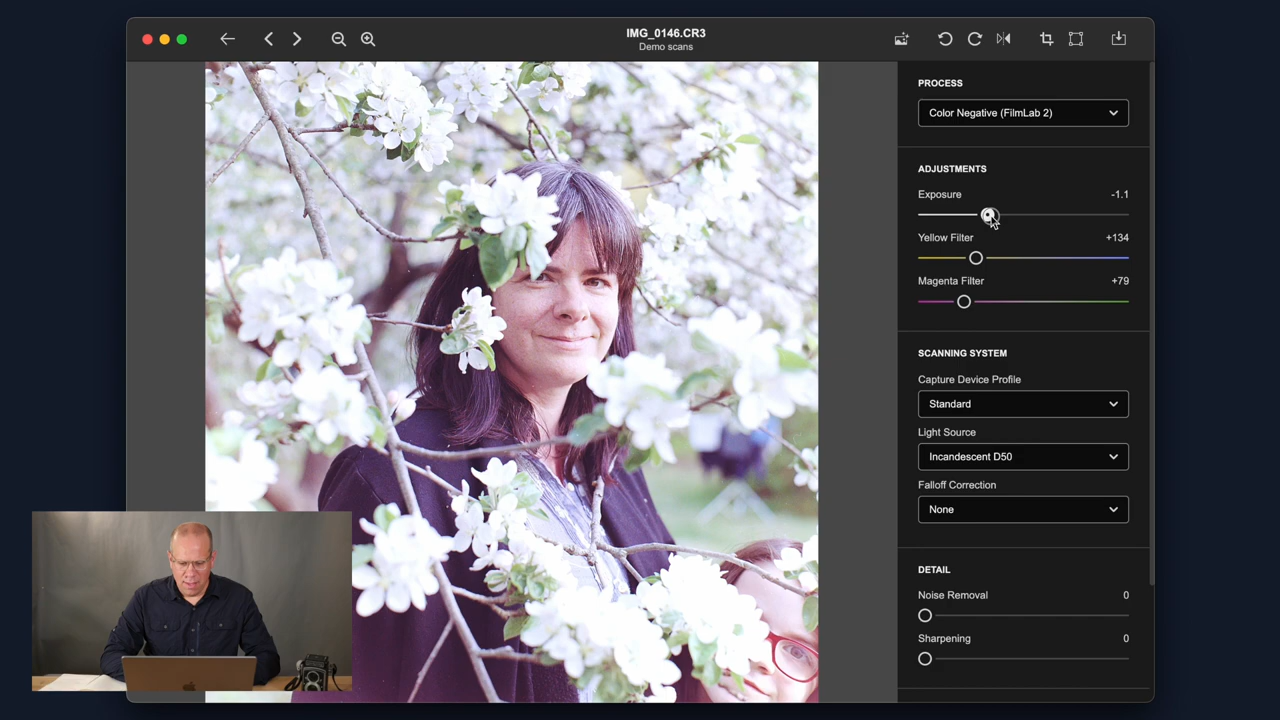 IMG_0146.CR3
Demo scans
PROCESS
Color Negative (FilmLab 2)
ADJUSTMENTS
Exposure -1.1
Yellow Filter +134
Magenta Filter +79
SCANNING SYSTEM
Capture Device Profile
Standard
Light Source
Incandescent D50
Falloff Correction
None
DETAIL
Noise Removal 0
Sharpening 0